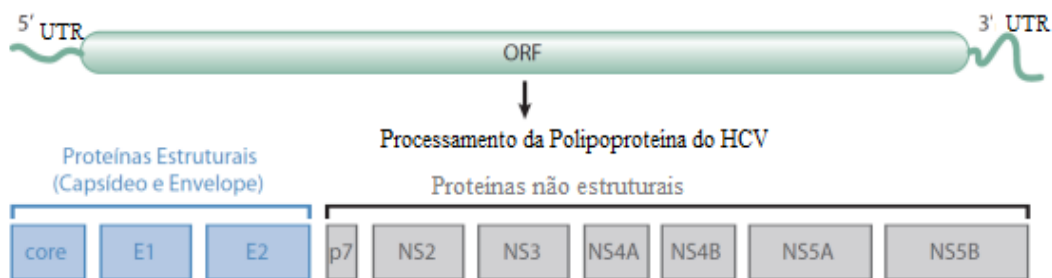 5' UTR
3' UTR
ORF
Processamento da Polipoproteína do HCV
Proteínas Estruturais
(Capsídeo e Envelope)
Proteinas não estruturais
core E1 E2 p7 NS2 NS3 NS4A NS4B NS5A NS5B